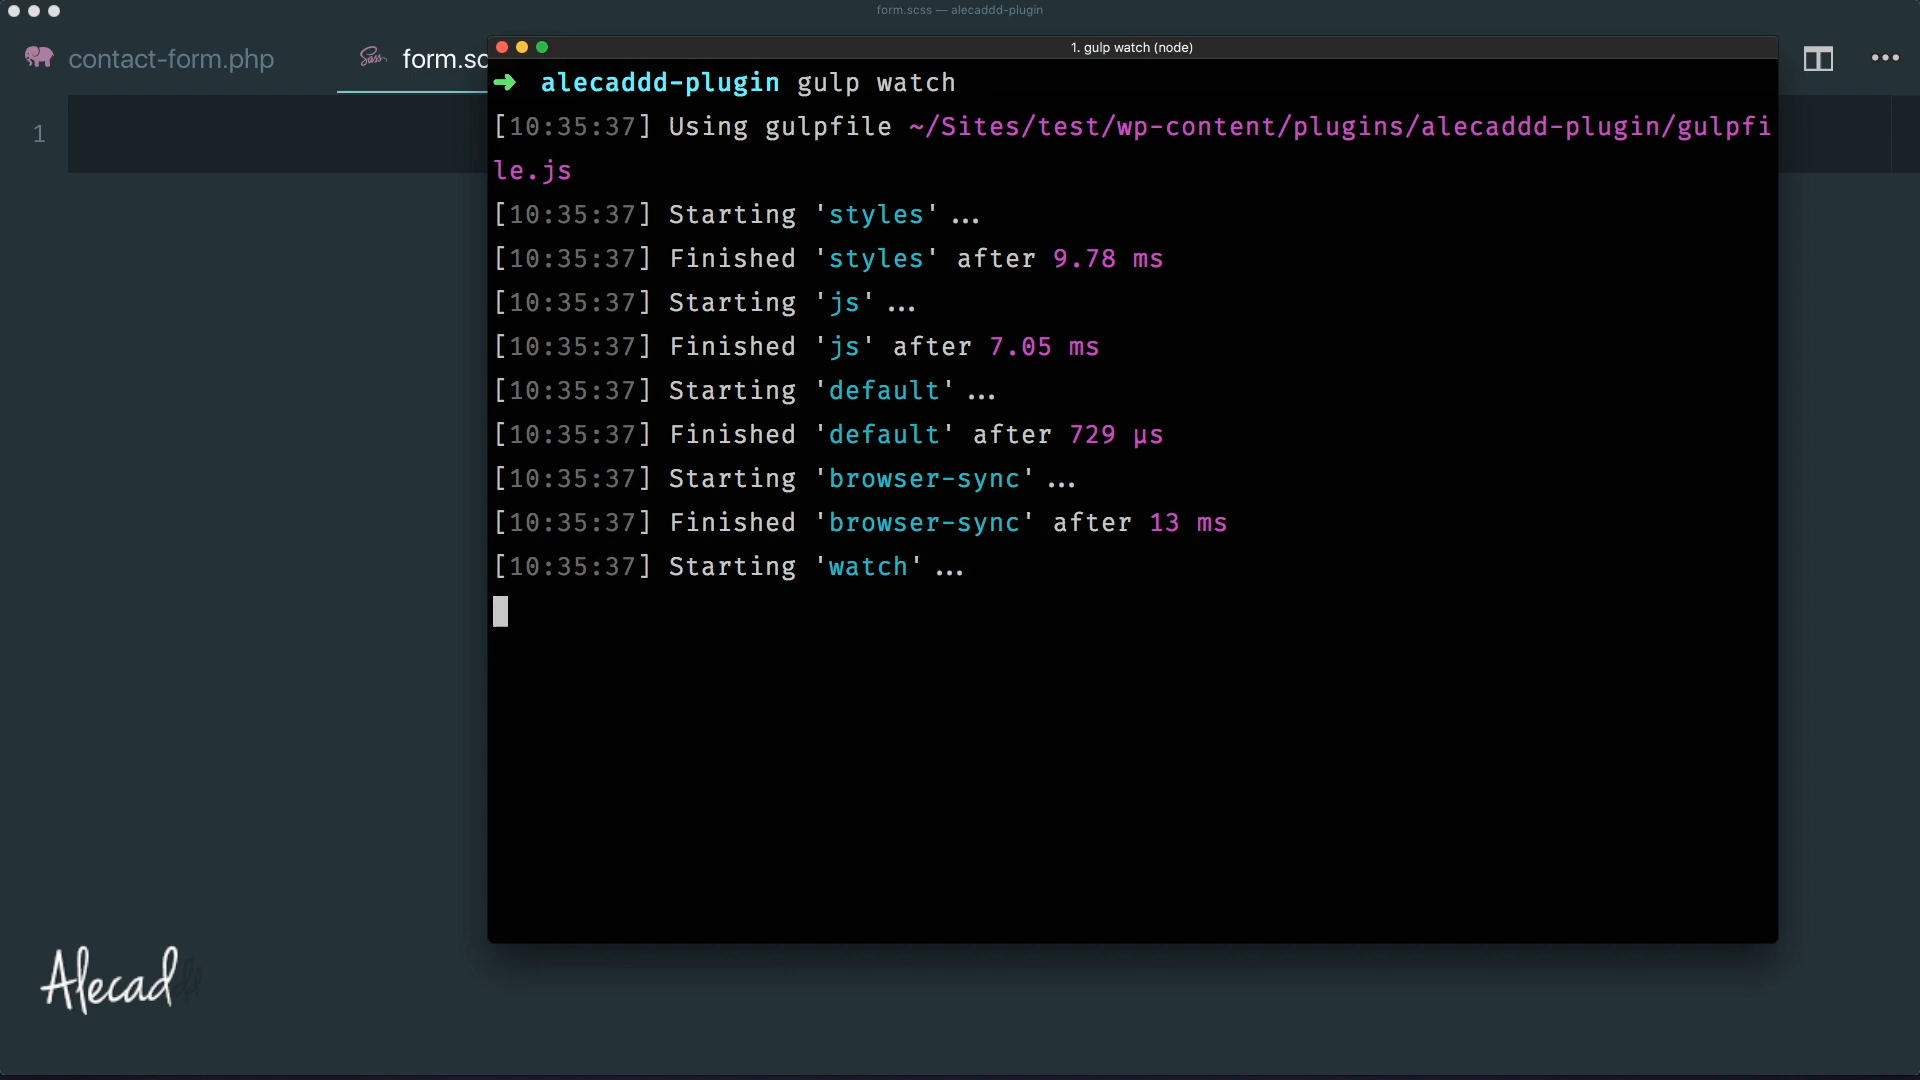 form.scss — alecaddd-plugin
contact-form.php
form.sc
1. gulp watch (node)
➜ alecaddd-plugin gulp watch
[10:35:37] Using gulpfile ~/Sites/test/wp-content/plugins/alecaddd-plugin/gulpfi
le.js
[10:35:37] Starting 'styles' ...
[10:35:37] Finished 'styles' after 9.78 ms
[10:35:37] Starting 'js' ...
[10:35:37] Finished 'js' after 7.05 ms
[10:35:37] Starting 'default' ...
[10:35:37] Finished 'default' after 729 μs
[10:35:37] Starting 'browser-sync' ...
[10:35:37] Finished 'browser-sync' after 13 ms
[10:35:37] Starting 'watch' ...
1
Alecad